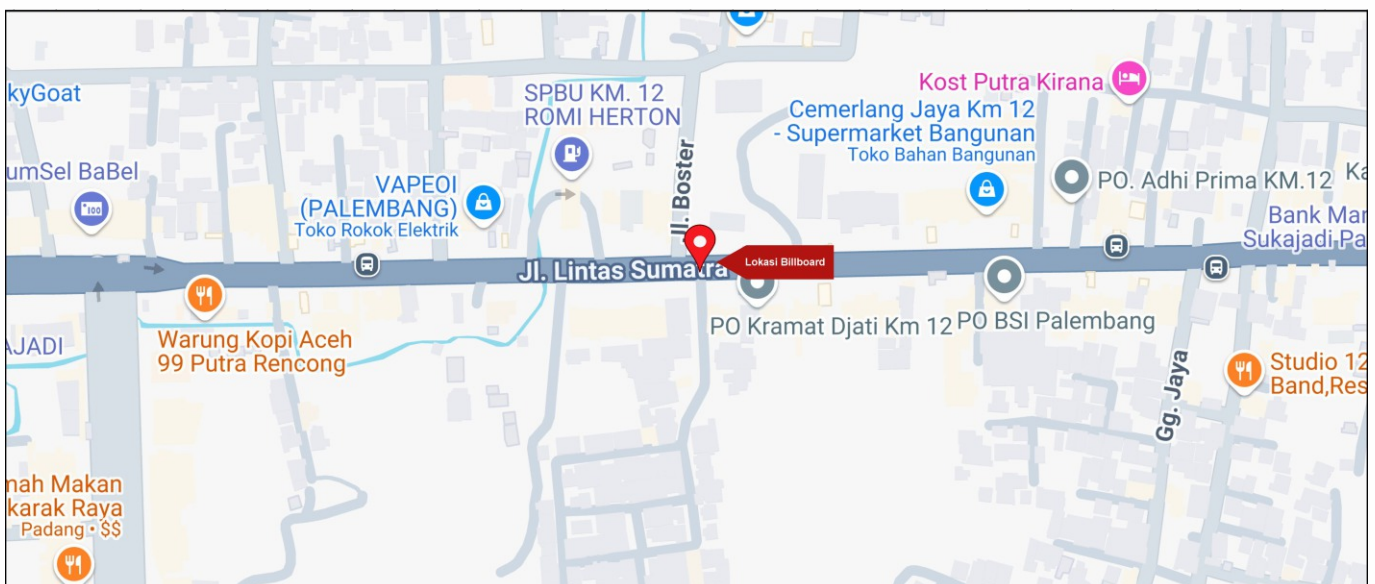 kyGoat
SPBU KM. 12
ROMI HERTON
Kost Putra Kirana
Cemerlang Jaya Km 12
- Supermarket Bangunan
Toko Bahan Bangunan
umSel BaBel
100
VAPEOI
(PALEMBANG)
Toko Rokok Elektrik
Jl. Boster
PO. Adhi Prima KM.12
Ka
Bank Mar
Sukajadi Pa
Lokasi Billboard
Jl. Lintas Sumatra
PO Kramat Djati Km 12
PO BSI Palembang
AJADI
Warung Kopi Aceh
99 Putra Rencong
Gg. Jaya
Studio 12
Band,Res
mah Makan
karak Raya
Padang • $$